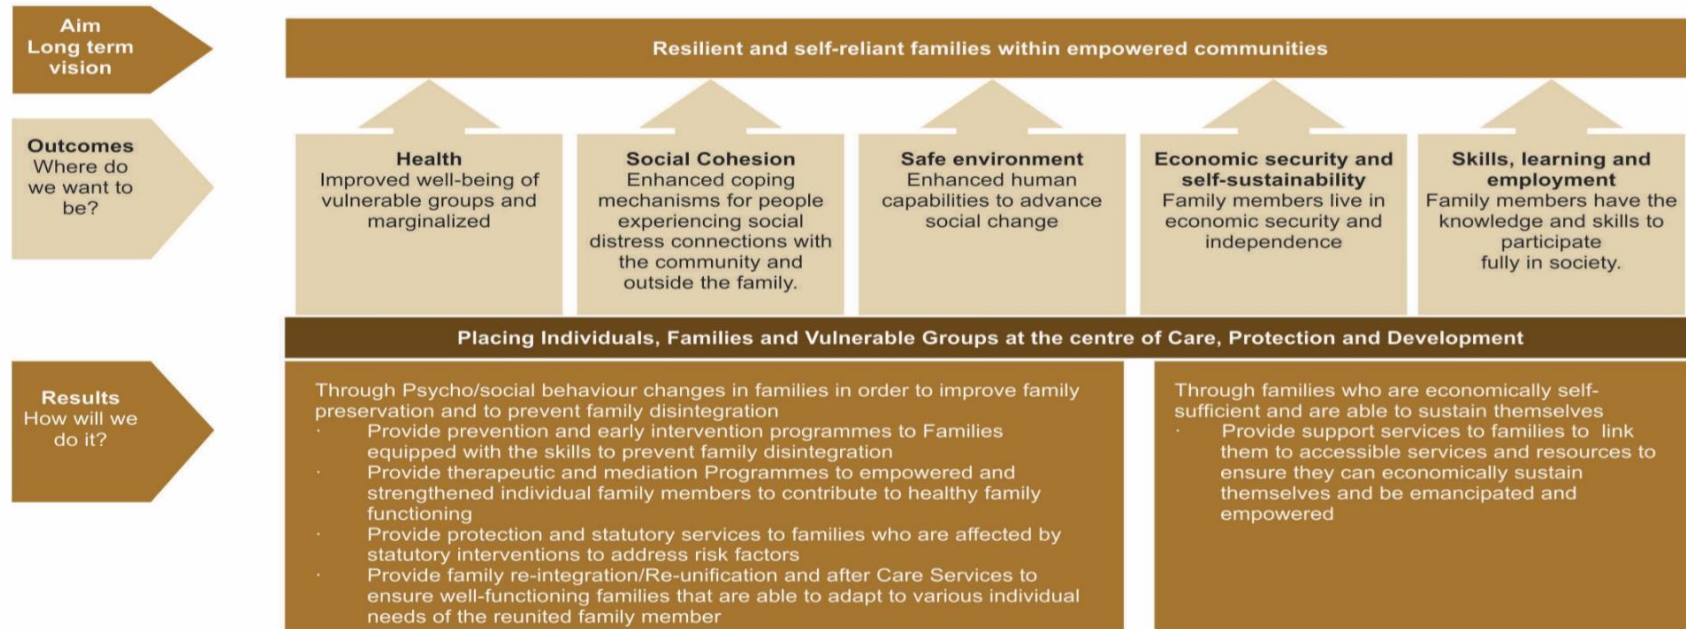 Aim
Long term
vision
Resilient and self-reliant families within empowered communities
Outcomes
Where do
we want to
be?
Health
Improved well-being of
vulnerable groups and
marginalized
Social Cohesion
Enhanced coping
mechanisms for people
experiencing social
distress connections with
the community and
outside the family.
Safe environment
Enhanced human
capabilities to advance
social change
Economic security and
self-sustainability
Family members live in
economic security and
independence
Skills, learning and
employment
Family members have the
knowledge and skills to
participate
fully in society.
Placing Individuals, Families and Vulnerable Groups at the centre of Care, Protection and Development
Results
How will we
do it?
Through Psycho/social behaviour changes in families in order to improve family
preservation and to prevent family disintegration
· Provide prevention and early intervention programmes to Families
equipped with the skills to prevent family disintegration
· Provide therapeutic and mediation Programmes to empowered and
strengthened individual family members to contribute to healthy family
functioning
· Provide protection and statutory services to families who are affected by
statutory interventions to address risk factors
· Provide family re-integration/Re-unification and after Care Services to
ensure well-functioning families that are able to adapt to various individual
needs of the reunited family member
Through families who are economically self-
sufficient and are able to sustain themselves
· Provide support services to families to link
them to accessible services and resources to
ensure they can economically sustain
themselves and be emancipated and
empowered